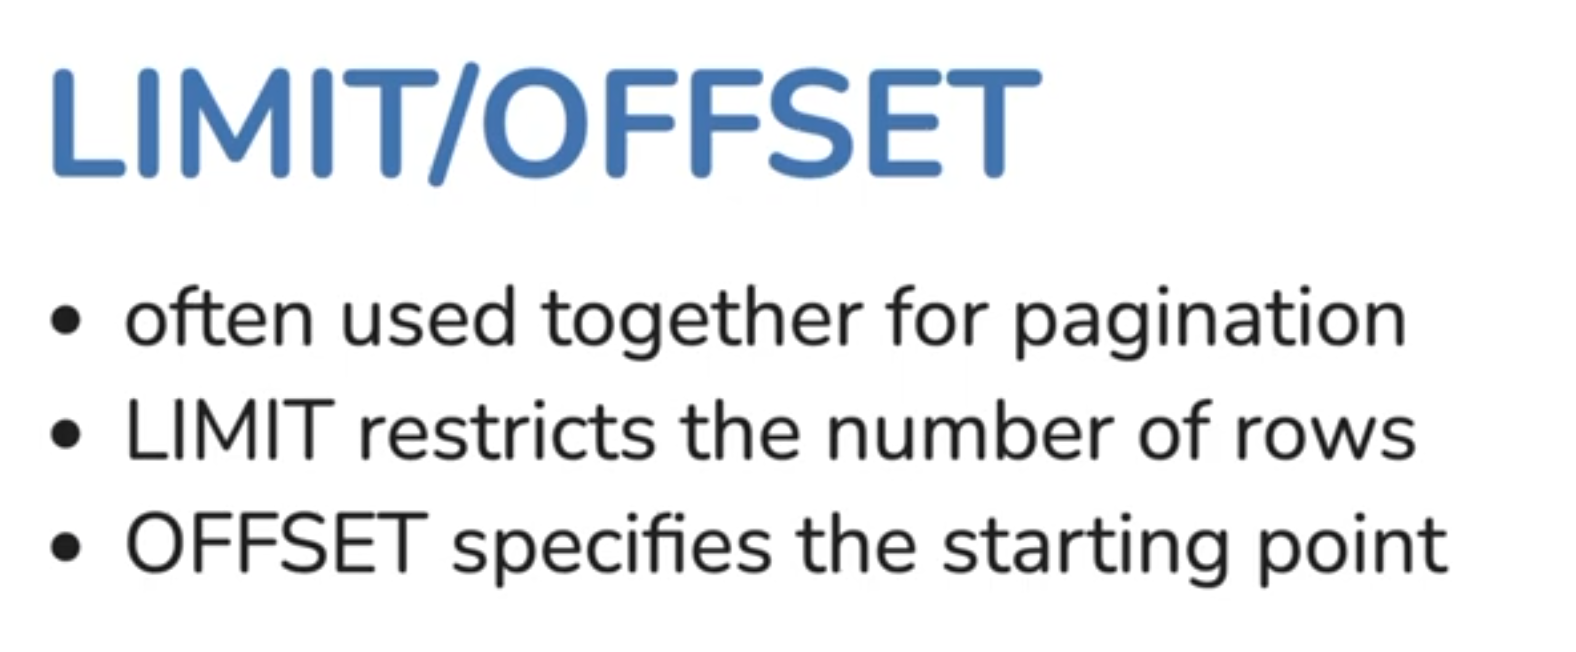 LIMIT/OFFSET
• often used together for pagination
• LIMIT restricts the number of rows
• OFFSET specifies the starting point